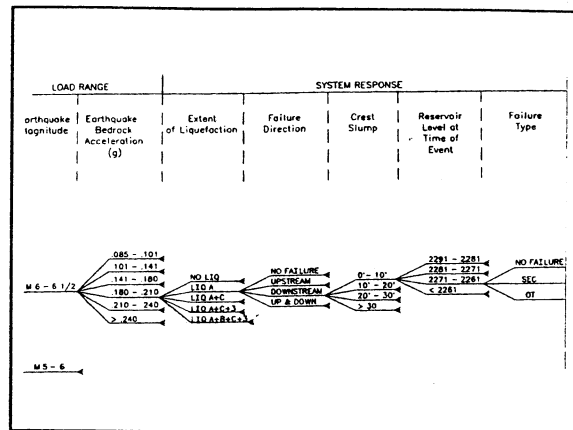 LOAD RANGE
SYSTEM RESPONSE
orthquake
lagnitude
Earthquake
Bedrock
Acceleration
(g)
Extent
of Liquefaction
Failure
Direction
Crest
Slump
Reservoir
Level at
Time of
Event
Failure
Type
M 6 - 6 1/2
.085 - .101
.101 - .141
.141 - .180
.180 - .210
.210 - .240
> .240
NO LIQ
LIQ A
LIQ A+C
LIQ A+C+3
LIQ A+B+C+3
NO FAILURE
UPSTREAM
DOWNSTREAM
UP & DOWN
0' - 10'
10' - 20'
20' - 30'
> 30
2291 - 2281
2281 - 2271
2271 - 2261
< 2261
NO FAILURE
SEC
OT
M 5 - 6